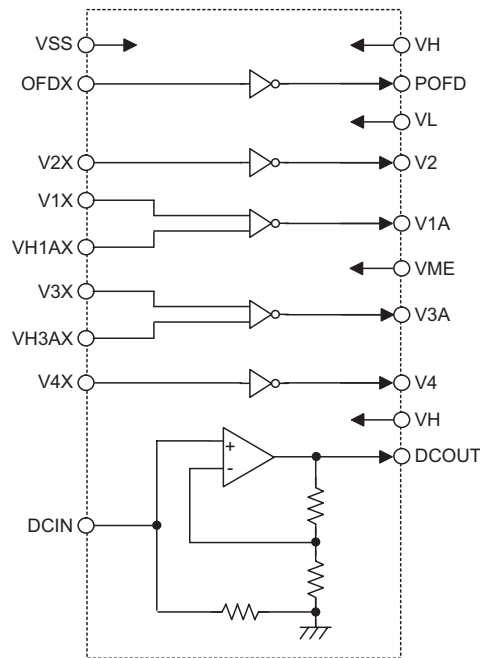 VSS
VH
OFDX
POFD
VL
V2X
V2
V1X
V1A
VH1AX
VME
V3X
V3A
VH3AX
V4X
V4
VH
+
DCOUT
-
DCIN